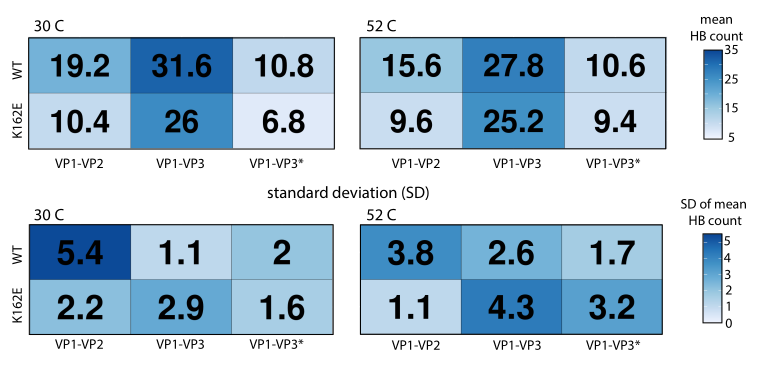 30 C
52 C
mean
HB count
WT
19.2 31.6 10.8
15.6 27.8 10.6
K162E
10.4 26 6.8
9.6 25.2 9.4
35
25
15
5
VP1-VP2 VP1-VP3 VP1-VP3*
VP1-VP2 VP1-VP3 VP1-VP3*
standard deviation (SD)
30 C
52 C
SD of mean
HB count
WT
5.4 1.1 2
3.8 2.6 1.7
K162E
2.2 2.9 1.6
1.1 4.3 3.2
5
4
3
2
1
0
VP1-VP2 VP1-VP3 VP1-VP3*
VP1-VP2 VP1-VP3 VP1-VP3*